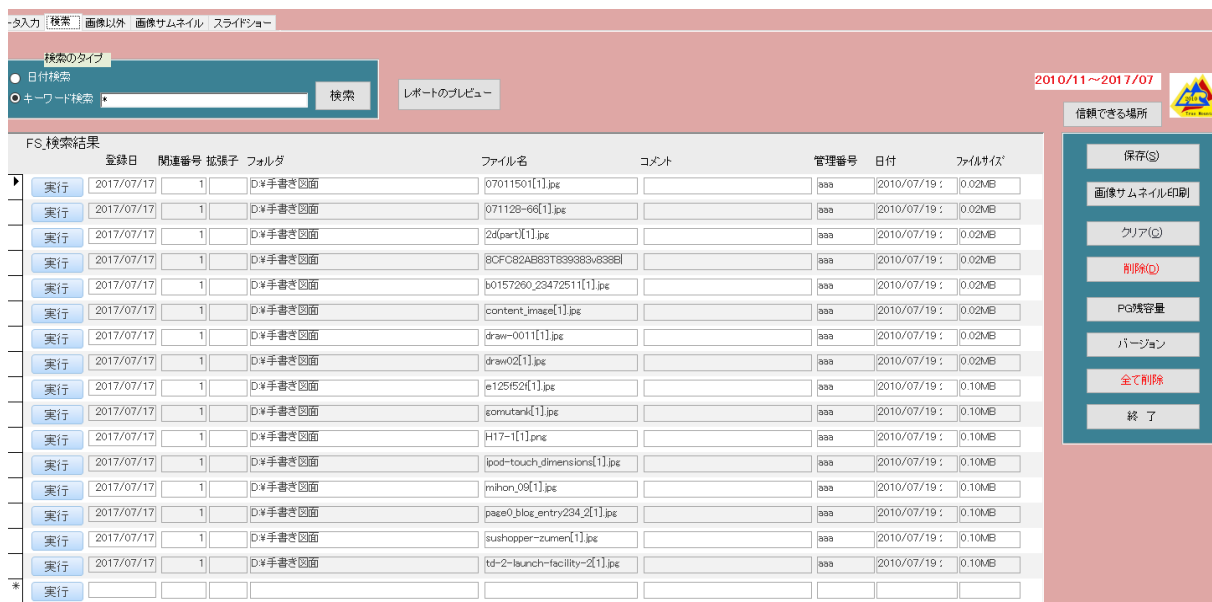 ータ入力 検索 画像以外 画像サムネイル スライドショー
検索のタイプ
日付検索
キーワード検索 * 検索 レポートのプレビュー
2010/11～2017/07
信頼できる場所
FS_検索結果
登録日 関連番号 拡張子 フォルダ ファイル名 コメント 管理番号 日付 ファイルサイズ
実行 2017/07/17 1 D:¥手書き図面 07011501[1].jpg aaa 2010/07/19 0.02MB
実行 2017/07/17 1 D:¥手書き図面 071128-66[1].jpg aaa 2010/07/19 0.02MB
実行 2017/07/17 1 D:¥手書き図面 2d(part)[1].jpg aaa 2010/07/19 0.02MB
実行 2017/07/17 1 D:¥手書き図面 8CFC82AB83T839383v838B aaa 2010/07/19 0.02MB
実行 2017/07/17 1 D:¥手書き図面 b0157260_23472511[1].jpg aaa 2010/07/19 0.02MB
実行 2017/07/17 1 D:¥手書き図面 content_image[1].jpg aaa 2010/07/19 0.02MB
実行 2017/07/17 1 D:¥手書き図面 draw-0011[1].jpg aaa 2010/07/19 0.02MB
実行 2017/07/17 1 D:¥手書き図面 draw02[1].jpg aaa 2010/07/19 0.02MB
実行 2017/07/17 1 D:¥手書き図面 e125f52f[1].jpg aaa 2010/07/19 0.10MB
実行 2017/07/17 1 D:¥手書き図面 gomutank[1].jpg aaa 2010/07/19 0.10MB
実行 2017/07/17 1 D:¥手書き図面 H17-1[1].png aaa 2010/07/19 0.10MB
実行 2017/07/17 1 D:¥手書き図面 ipod-touch_dimensions[1].jpg aaa 2010/07/19 0.10MB
実行 2017/07/17 1 D:¥手書き図面 mihon_09[1].jpg aaa 2010/07/19 0.10MB
実行 2017/07/17 1 D:¥手書き図面 page0_blog_entry234_2[1].jpg aaa 2010/07/19 0.10MB
実行 2017/07/17 1 D:¥手書き図面 sushopper-zumen[1].jpg aaa 2010/07/19 0.10MB
実行 2017/07/17 1 D:¥手書き図面 td-2-launch-facility-2[1].jpg aaa 2010/07/19 0.10MB
* 実行
保存(S)
画像サムネイル印刷
クリア(C)
削除(D)
PG残容量
バージョン
全て削除
終 了